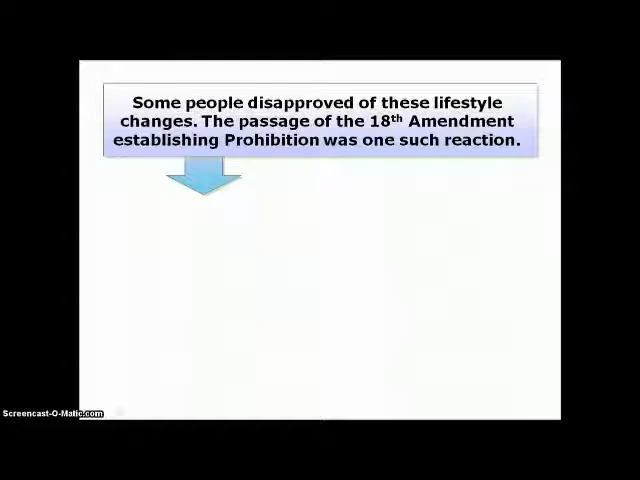 Some people disapproved of these lifestyle
changes. The passage of the 18th Amendment
establishing Prohibition was one such reaction.
Screencast-O-Matic.com